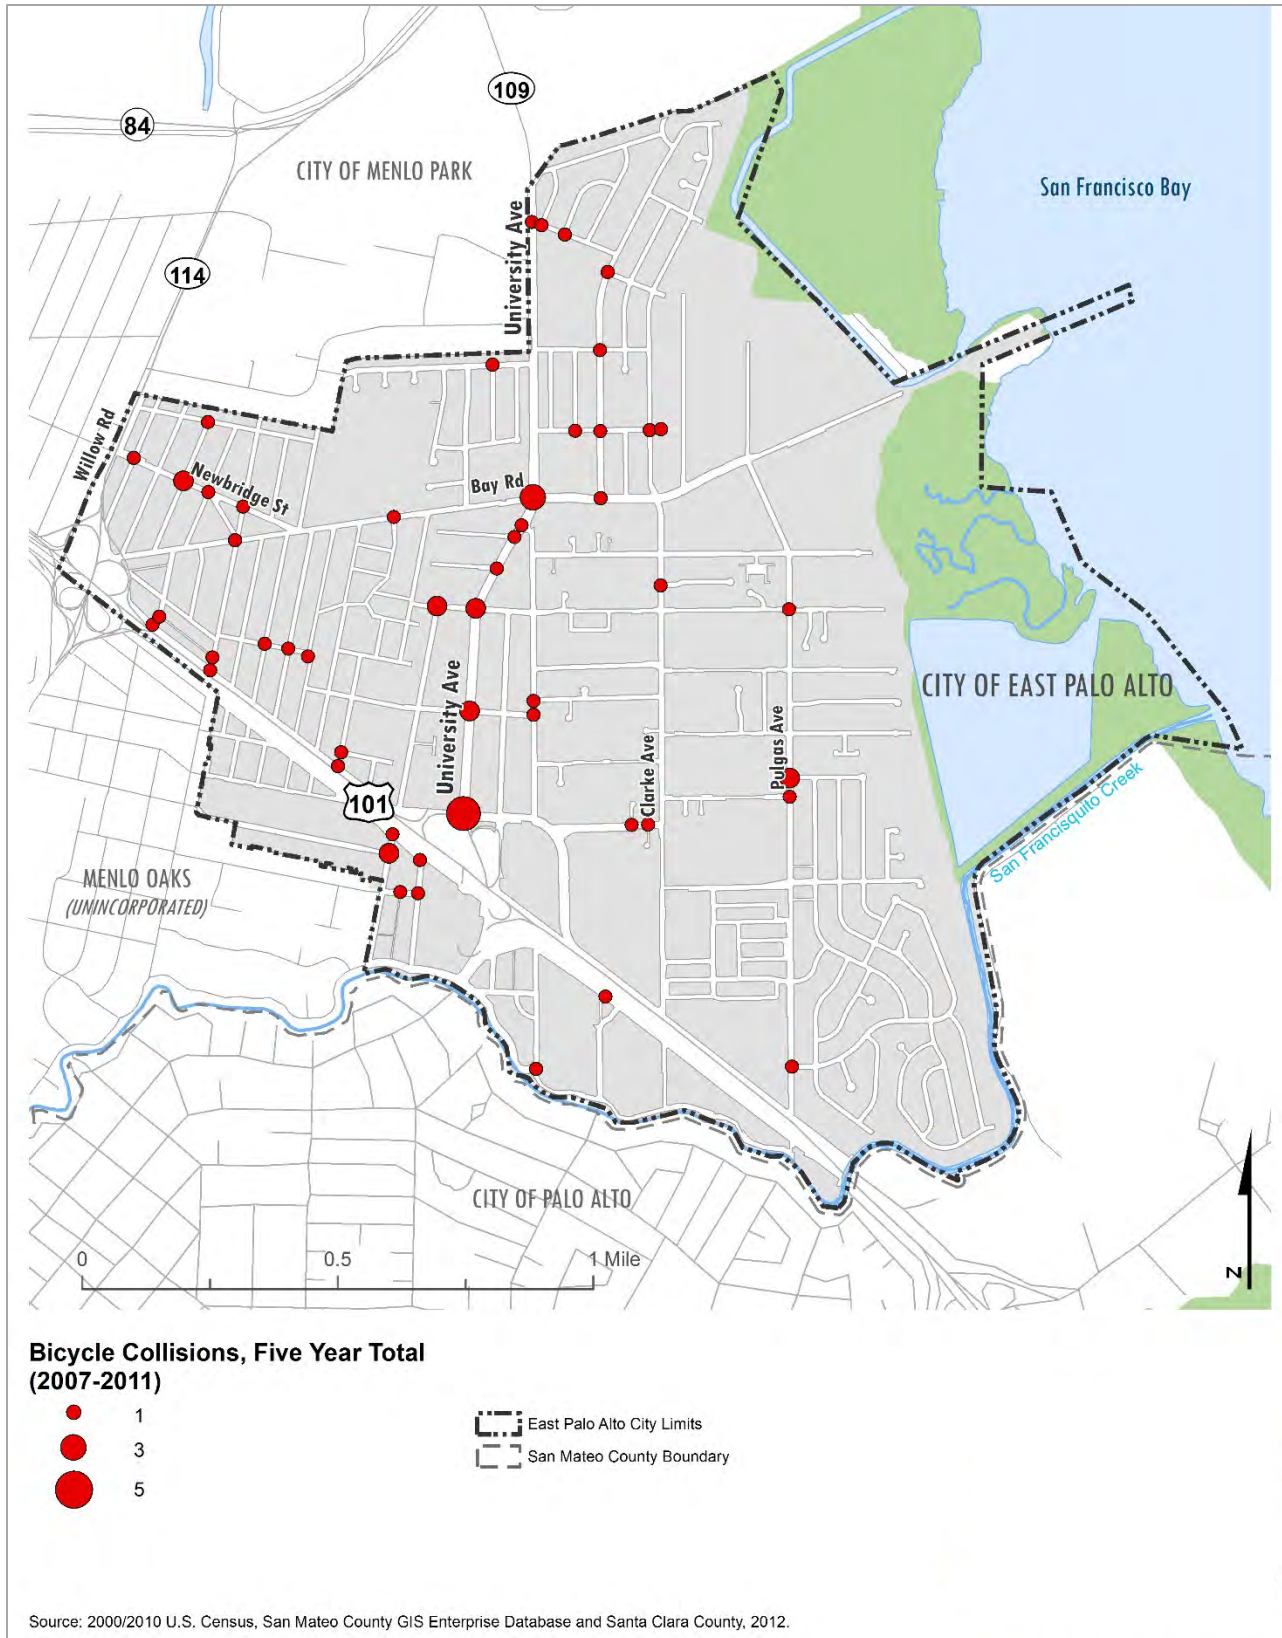 109
84
CITY OF MENLO PARK
San Francisco Bay
University Ave
114
Willow Rd
Newbridge St
Bay Rd
CITY OF EAST PALO ALTO
University Ave
Pulgas Ave
Clarke Ave
101
San Francisquito Creek
MENLO OAKS
(UNINCORPORATED)
CITY OF PALO ALTO
0 0.5 1 Mile
N
Bicycle Collisions, Five Year Total
(2007-2011)
1
3
5
East Palo Alto City Limits
San Mateo County Boundary
Source: 2000/2010 U.S. Census, San Mateo County GIS Enterprise Database and Santa Clara County, 2012.